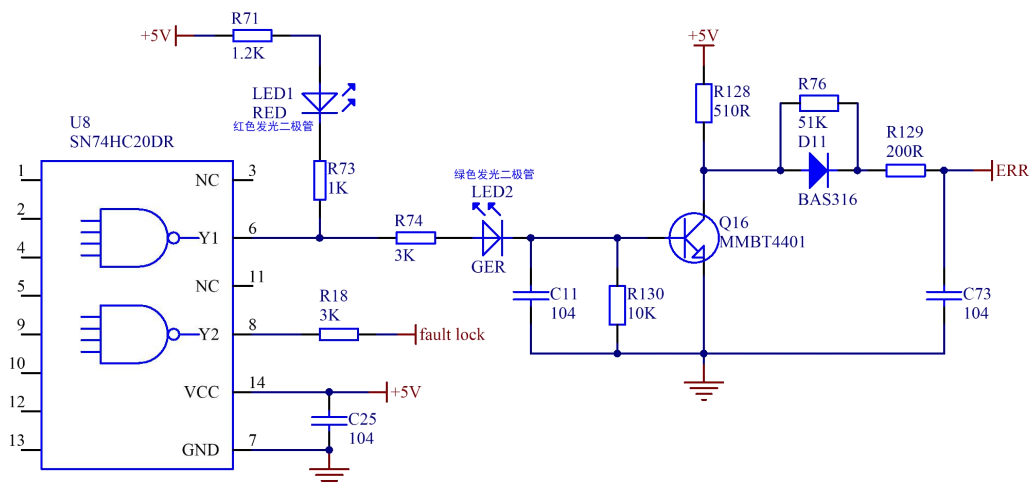 R71
+5V
1.2K
LED1
RED
红色发光二极管
U8
SN74HC20DR
R73
1K
1
2
4
5
9
10
12
13
NC
3
Y1
6
NC
11
Y2
8
VCC
14
GND
7
R18
3K
fault lock
+5V
C25
104
R74
3K
绿色发光二极管
LED2
GER
C11
104
R130
10K
+5V
R128
510R
Q16
MMBT4401
R76
51K
D11
BAS316
R129
200R
ERR
C73
104